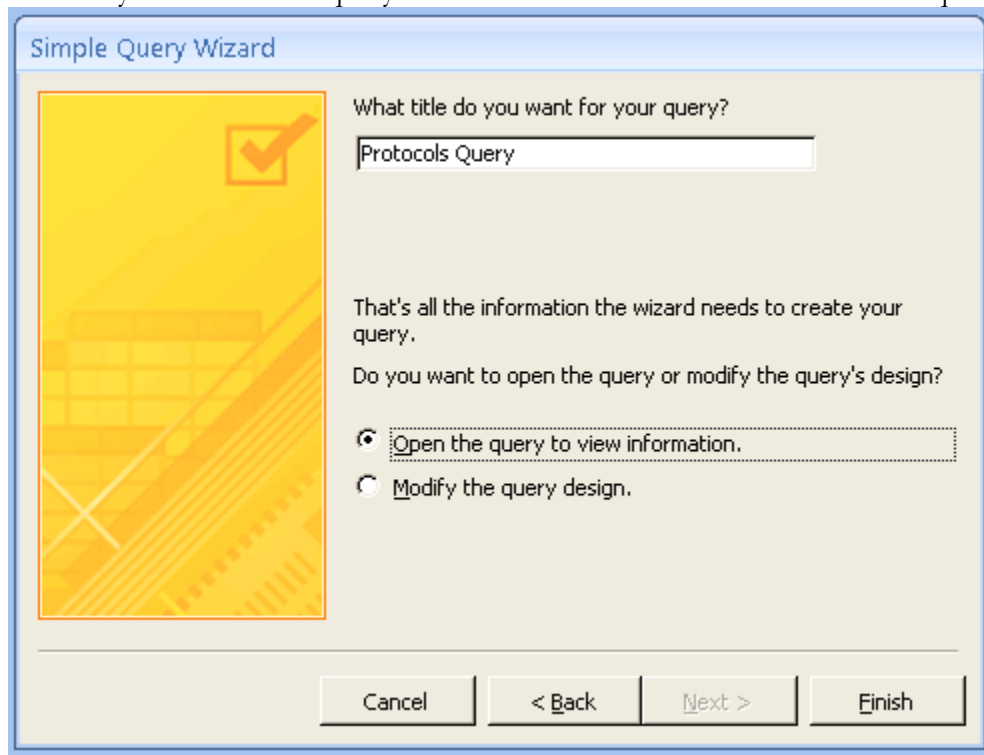 Simple Query Wizard
What title do you want for your query?
Protocols Query
That's all the information the wizard needs to create your
query.
Do you want to open the query or modify the query's design?
Open the query to view information.
Modify the query design.
Cancel
< Back
Next >
Finish